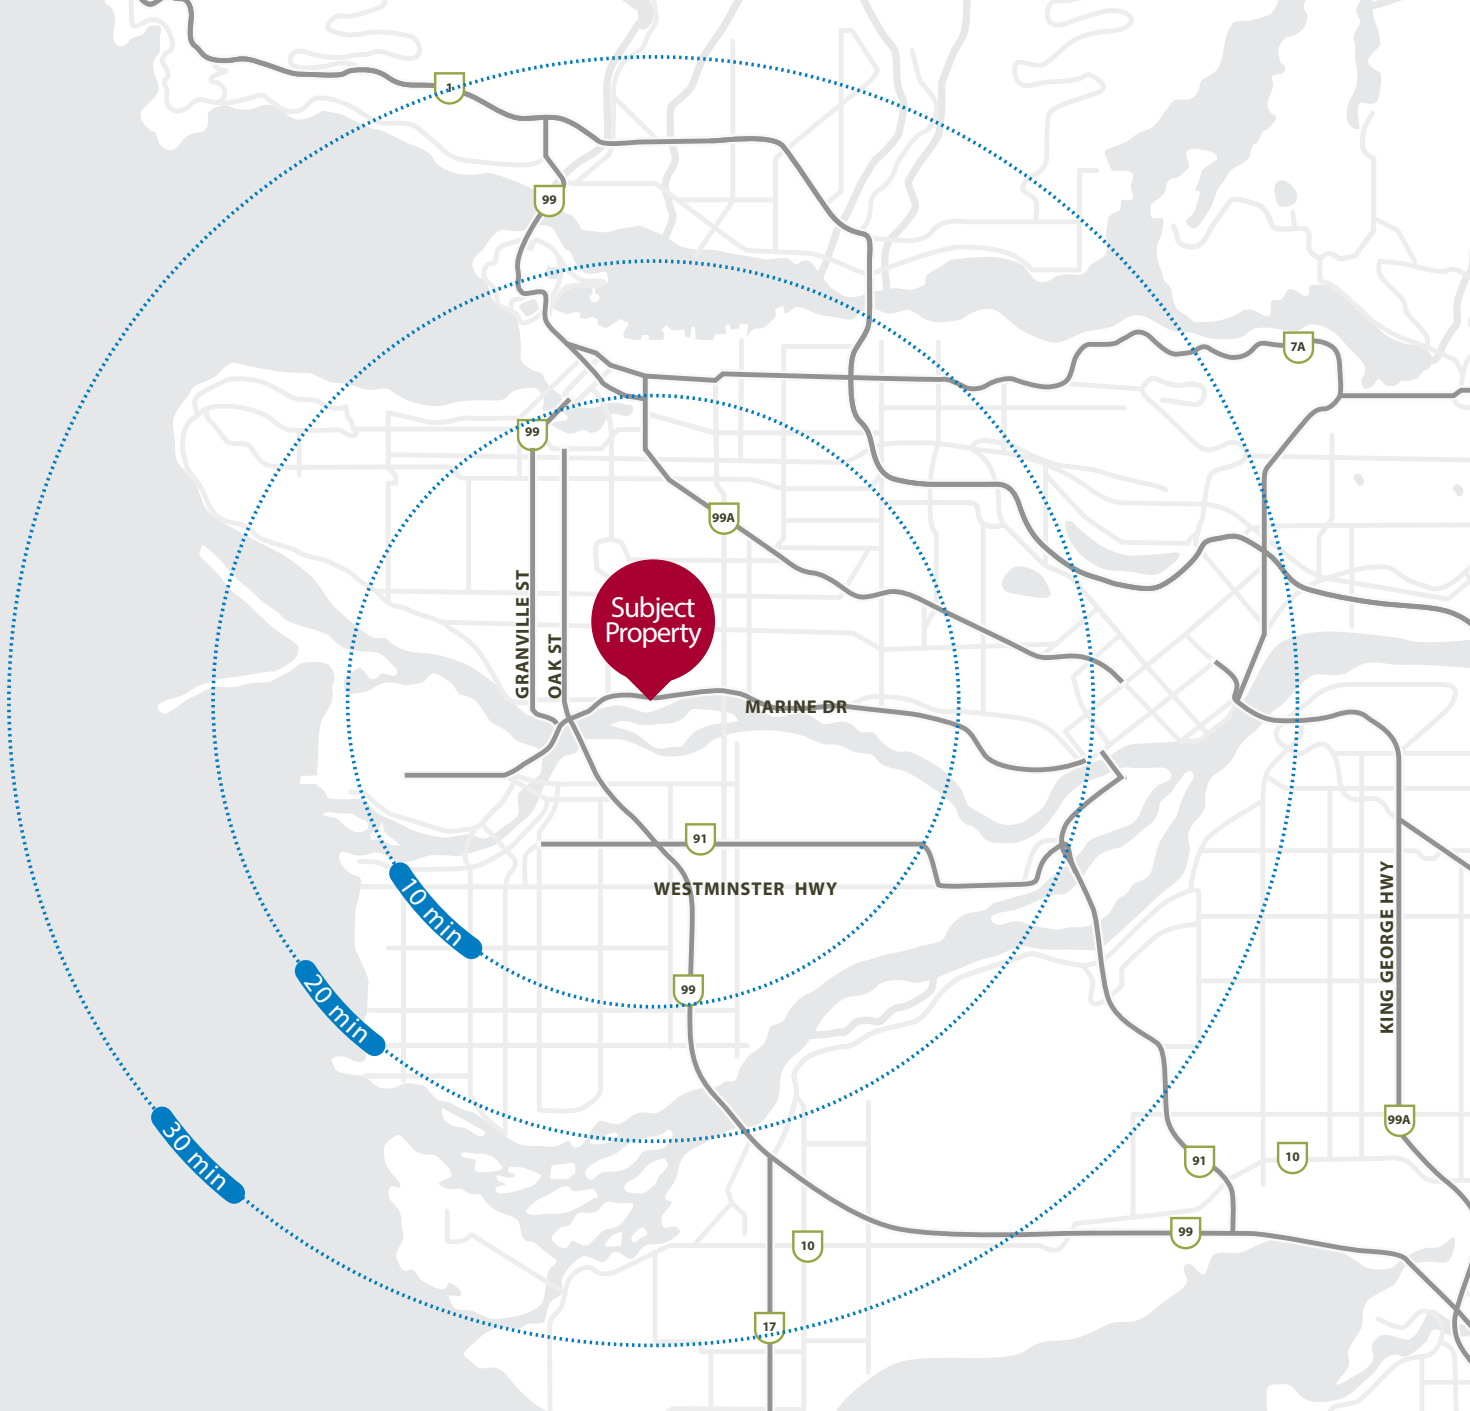 1
99
7A
99
99A
GRANVILLE ST
OAK ST
Subject
Property
MARINE DR
91
WESTMINSTER HWY
10 min
20 min
30 min
99
KING GEORGE HWY
99A
91
10
99
10
17